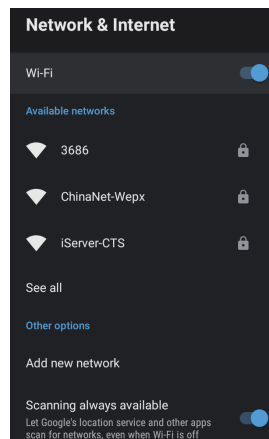 Network & Internet
Wi-Fi
Available networks
3686
ChinaNet-Wepx
iServer-CTS
See all
Other options
Add new network
Scanning always available
Let Google's location service and other apps
scan for networks, even when Wi-Fi is off